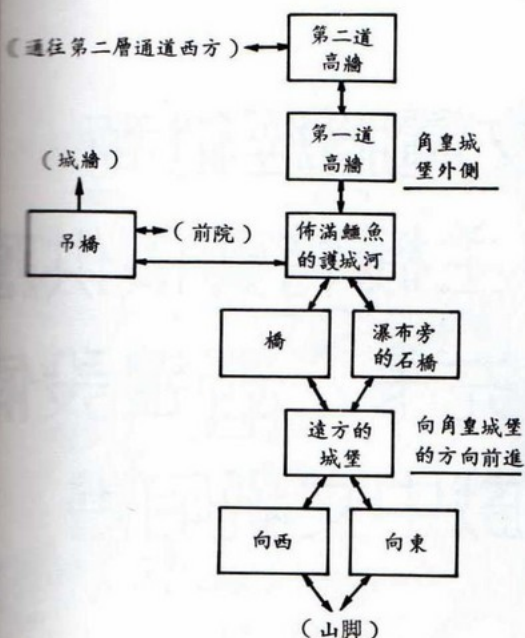 第二道
高牆
（通往第二層通道西方）
第一道
高牆
角皇城
堡外側
（城牆）
吊橋
（前院）
佈滿鱷魚
的護城河
橋
瀑布旁
的石橋
遠方的
城堡
向角皇城堡
的方向前進
向西
向東
（山腳）